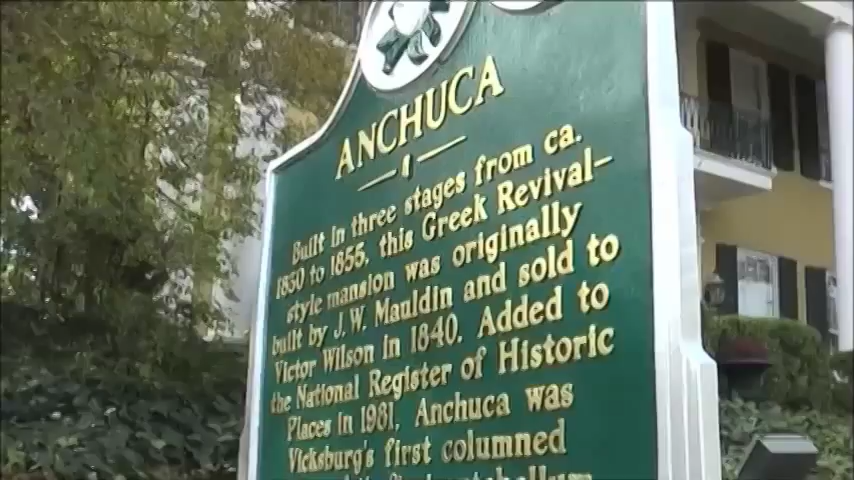 ANCHUCA
Built in three stages from ca.
1830 to 1855, this Greek Revival–
style mansion was originally
built by J.W. Mauldin and sold to
Victor Wilson in 1840. Added to
the National Register of Historic
Places in 1981, Anchuca was
Vicksburg's first columned
first antebellum